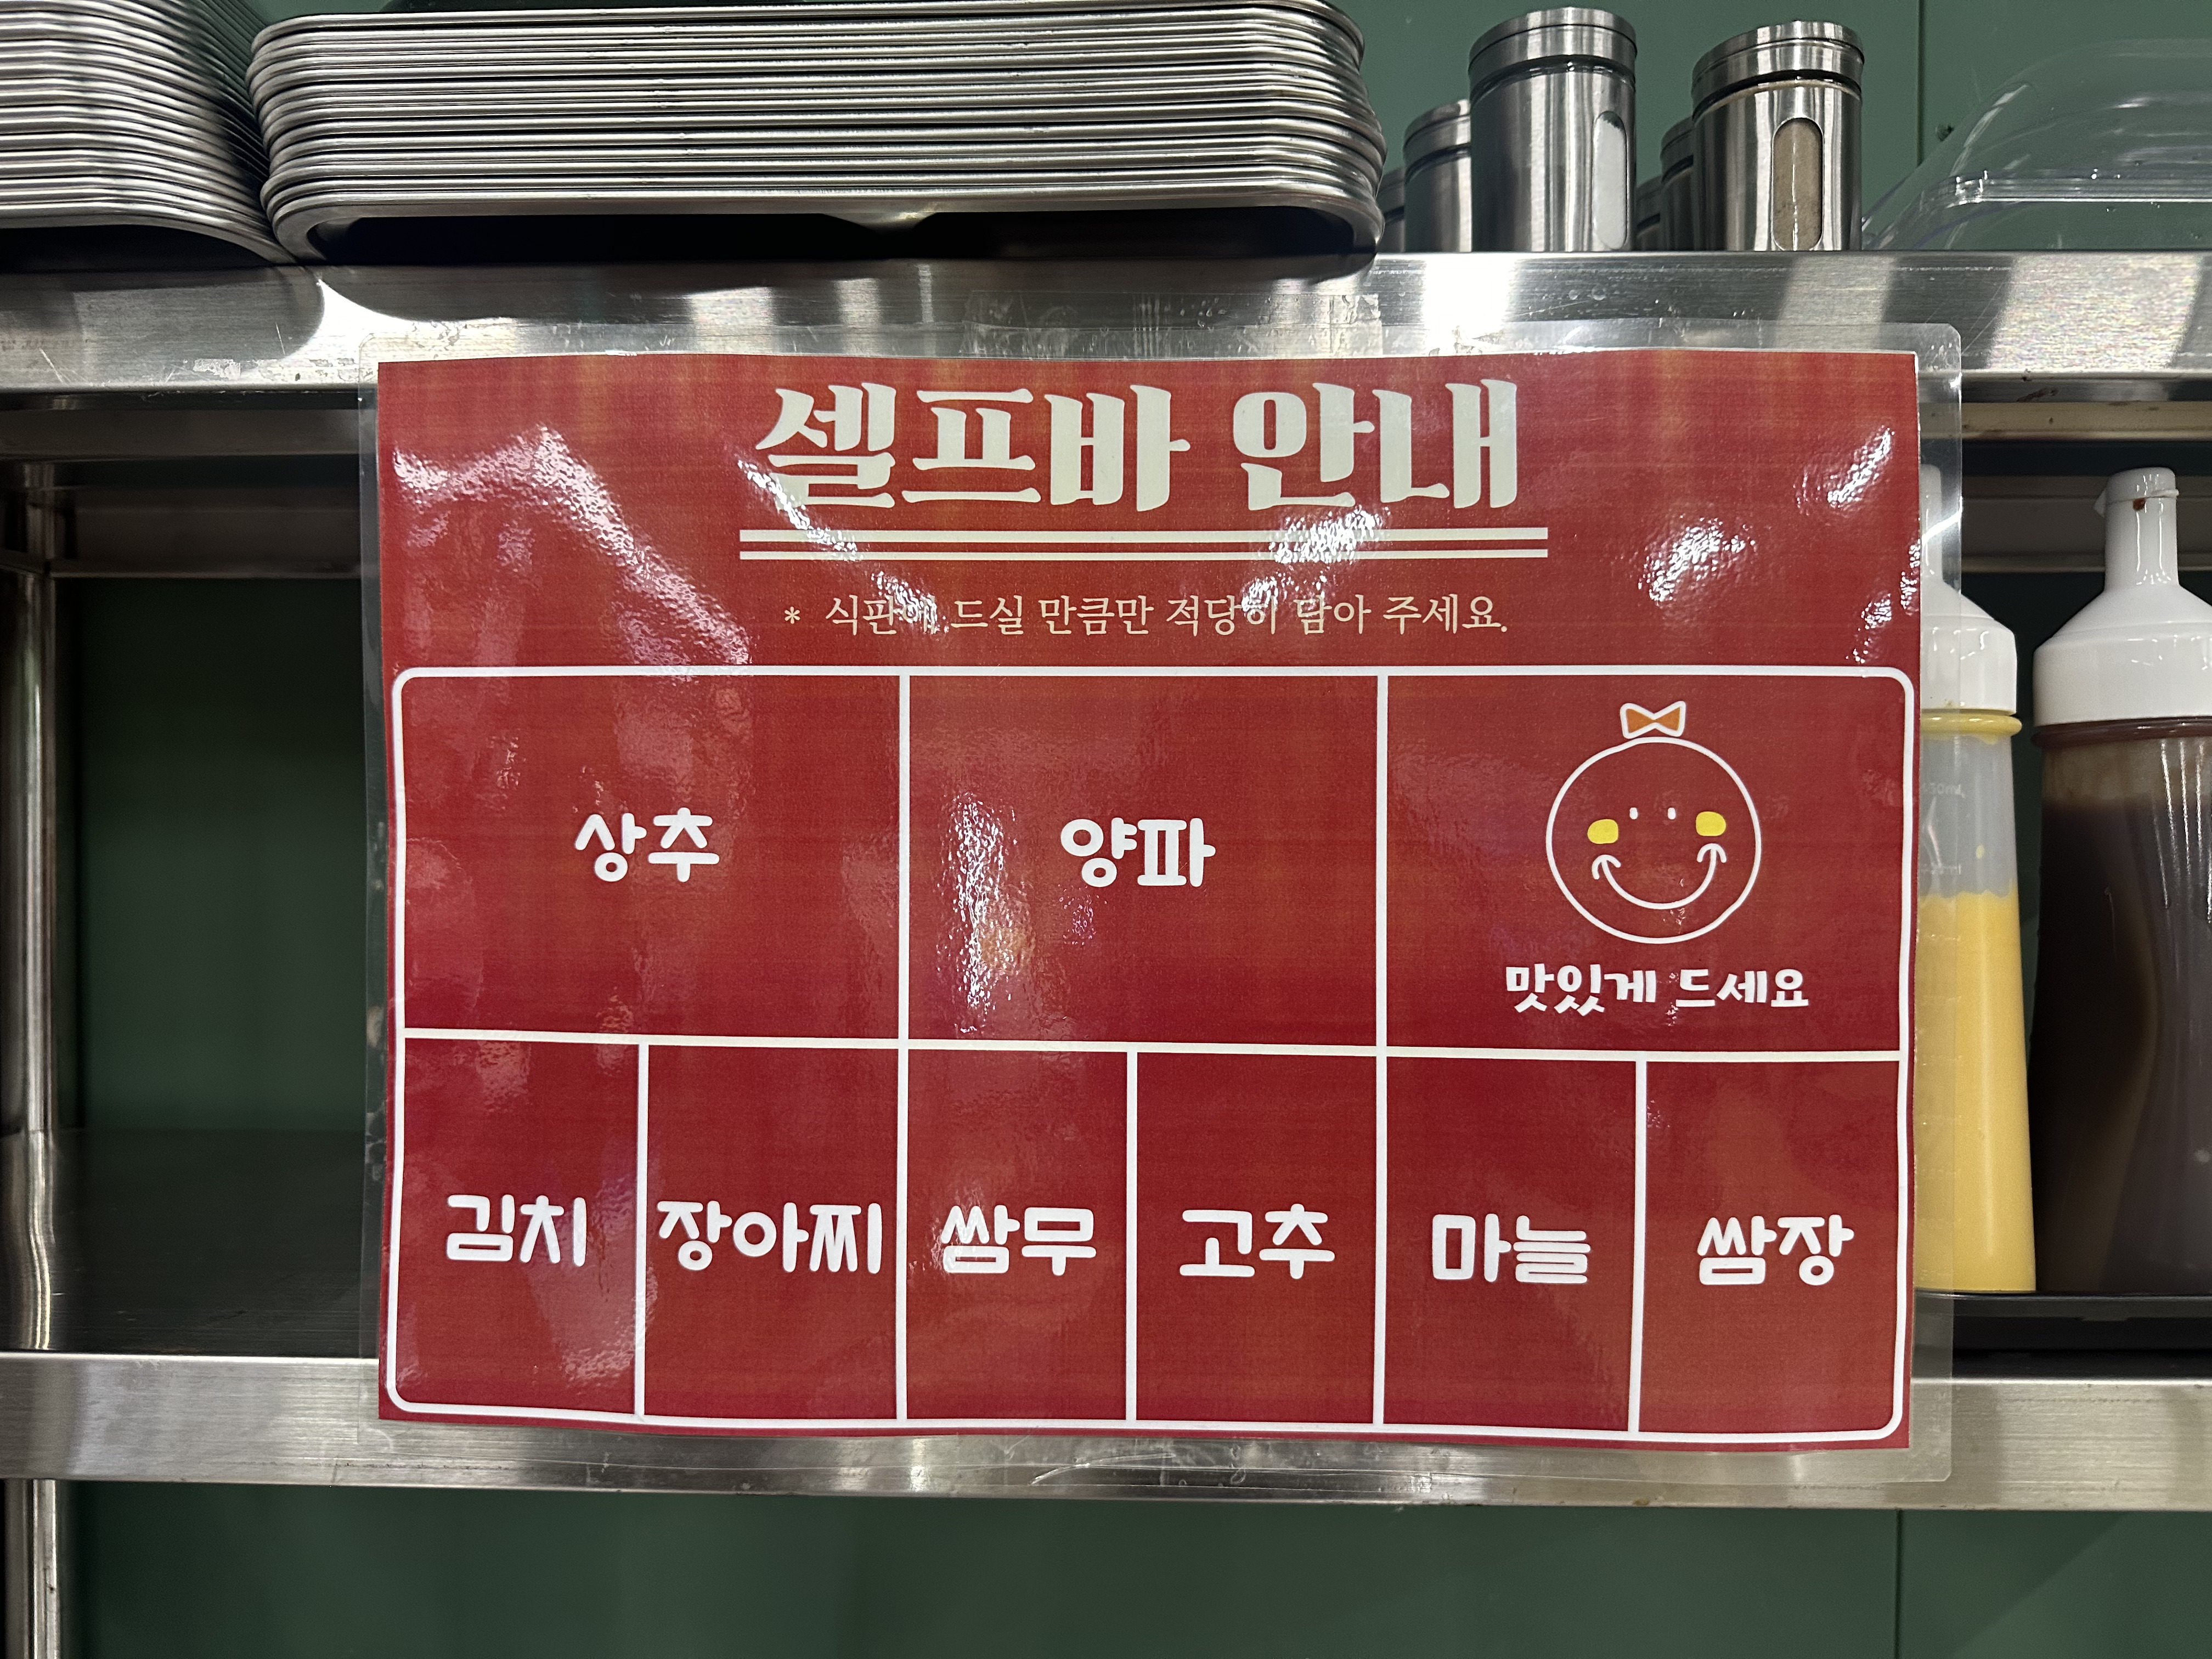 셀프바 안내
* 식판에 드실 만큼만 적당히 담아 주세요.
상추
양파
맛있게 드세요
김치
장아찌
쌈무
고추
마늘
쌈장